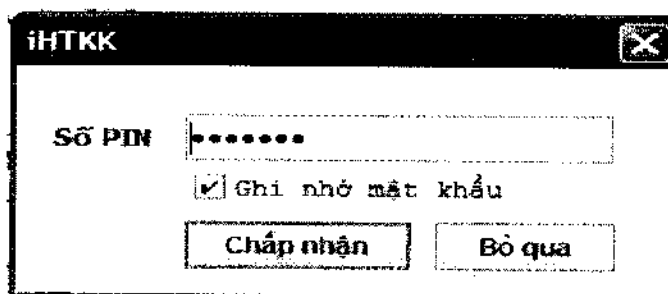 iHTKK
Số PIN •••••••
Ghi nhớ mật khẩu
Chấp nhận Bỏ qua